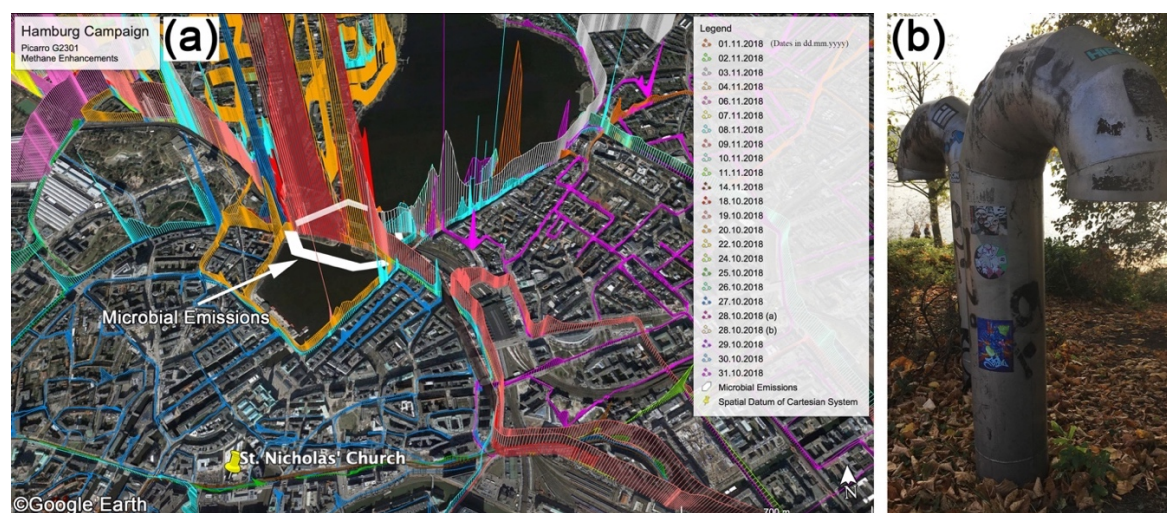 Hamburg Campaign
Picarro G2301
Methane Enhancements
(a)
Legend
01.11.2018 (Dates in dd.mm.yyyy)
02.11.2018
03.11.2018
04.11.2018
06.11.2018
07.11.2018
08.11.2018
09.11.2018
10.11.2018
11.11.2018
14.11.2018
18.10.2018
19.10.2018
20.10.2018
22.10.2018
24.10.2018
25.10.2018
26.10.2018
27.10.2018
28.10.2018 (a)
28.10.2018 (b)
29.10.2018
30.10.2018
31.10.2018
Microbial Emissions
Spatial Datum of Cartesian System
Microbial Emissions
St. Nicholas' Church
©Google Earth
N
700 m
(b)